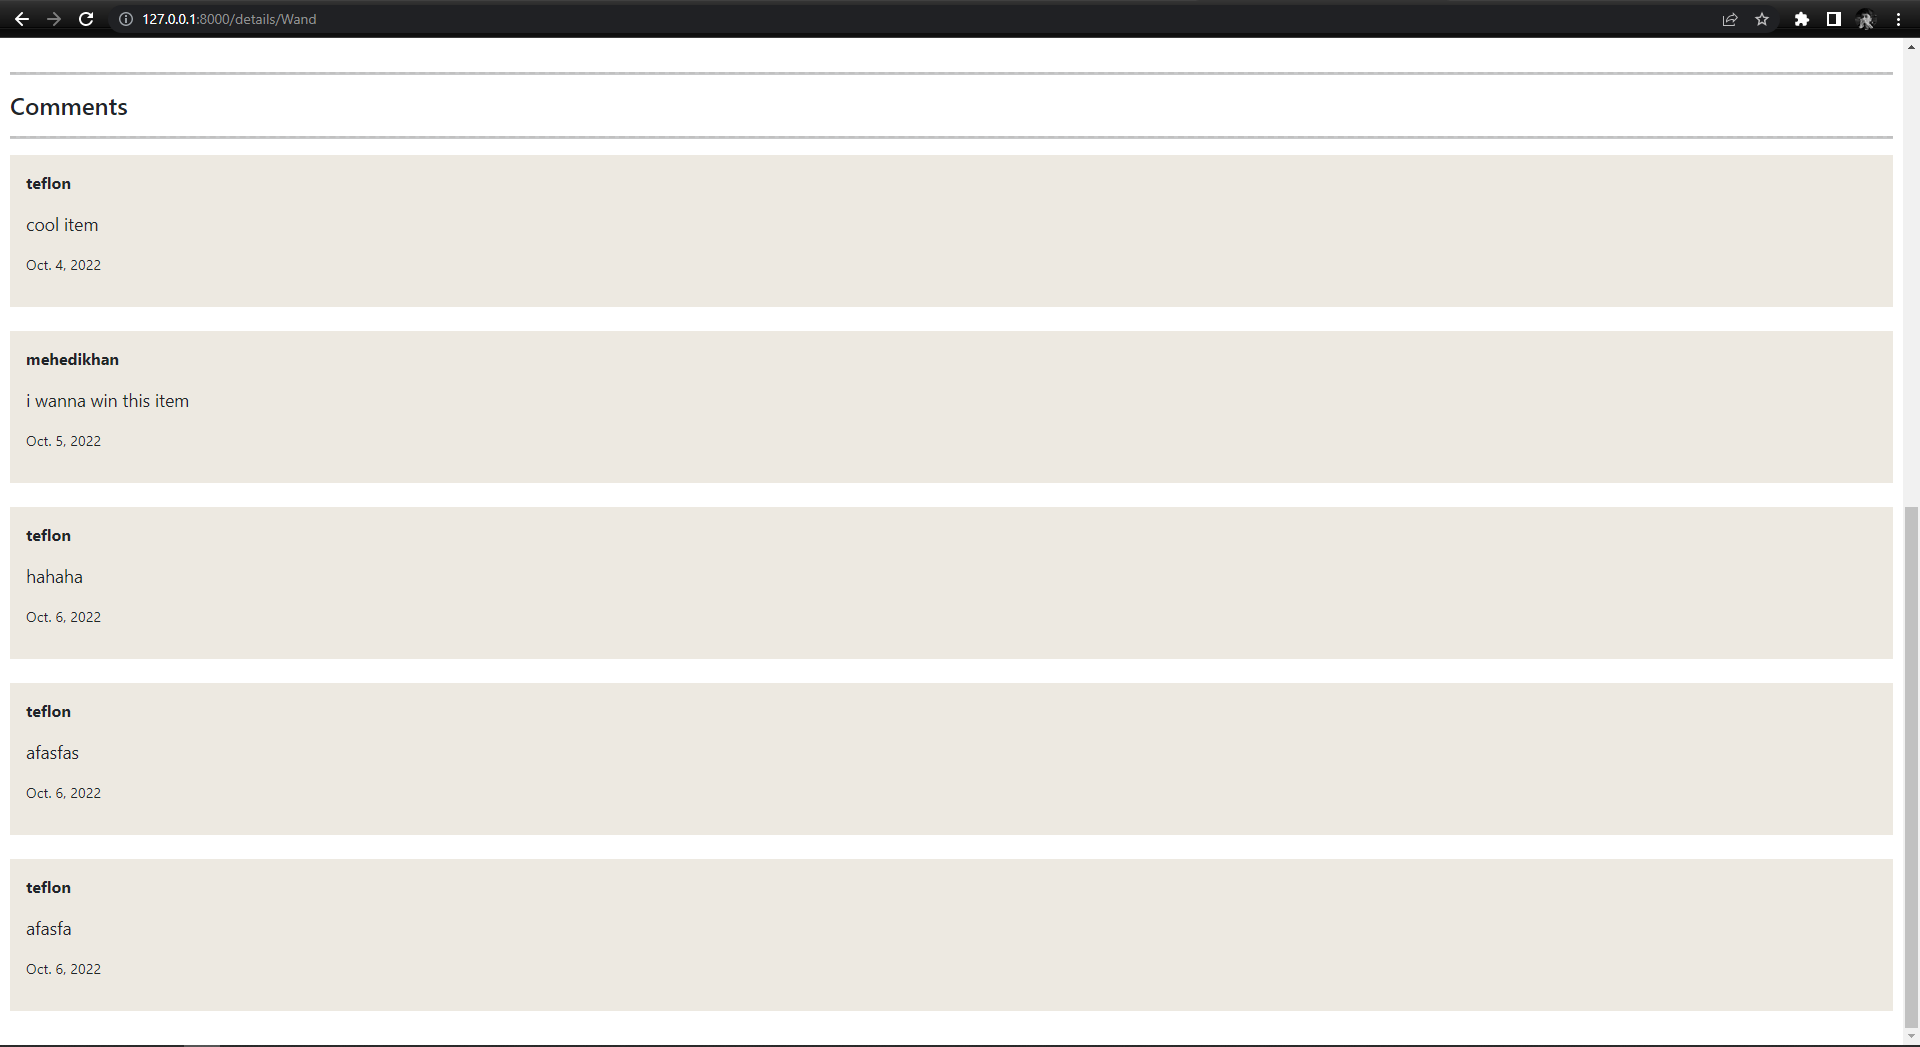 127.0.0.1:8000/details/Wand
Comments
teflon
cool item
Oct. 4, 2022
mehedikhan
i wanna win this item
Oct. 5, 2022
teflon
hahaha
Oct. 6, 2022
teflon
afasfas
Oct. 6, 2022
teflon
afasfa
Oct. 6, 2022